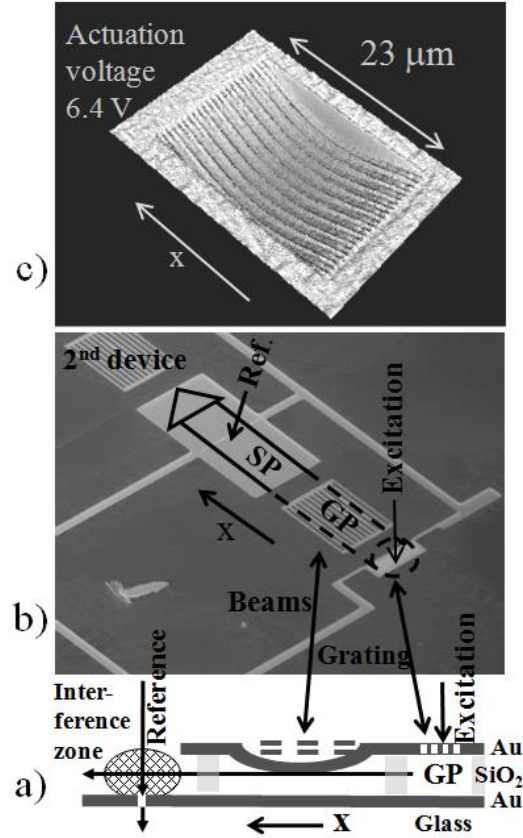 Actuation
voltage
6.4 V
23 μm
x
c)
2nd device
Ref.
Excitation
SP
GP
x
Beams
b)
Grating
Inter-
ference
zone
Reference
Excitation
Au
GP
SiO2
Au
a)
x
Glass